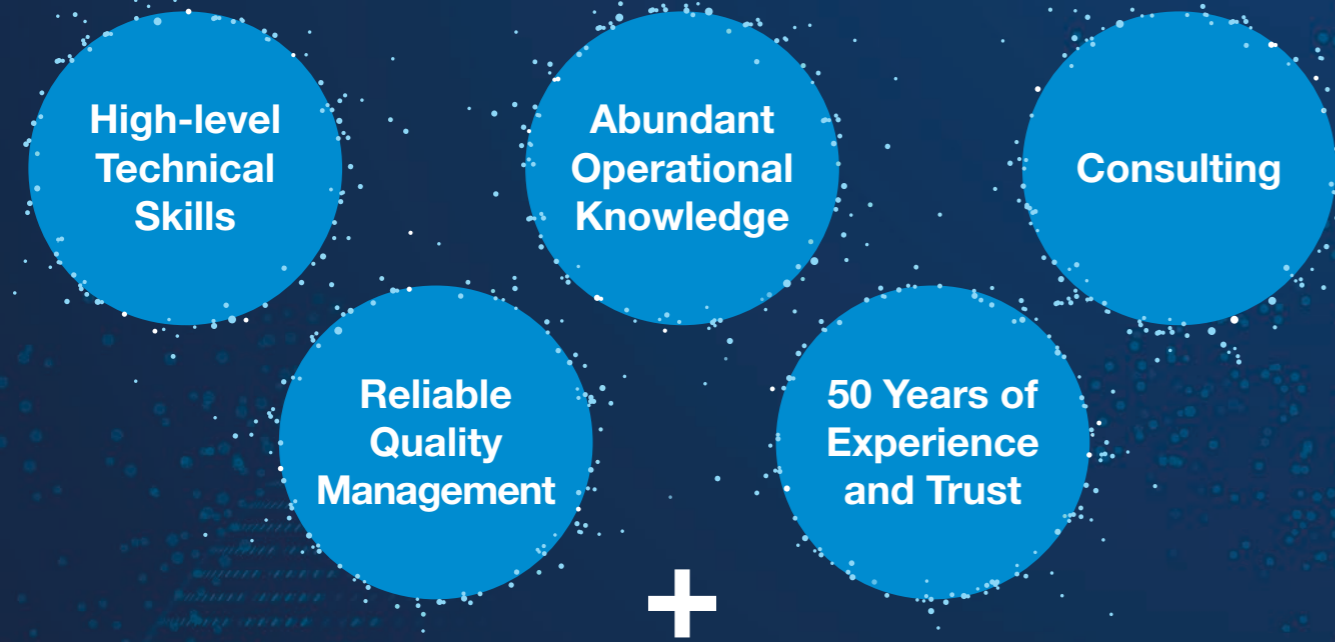 High-level
Technical
Skills
Abundant
Operational
Knowledge
Consulting
Reliable
Quality
Management
50 Years of
Experience
and Trust
+